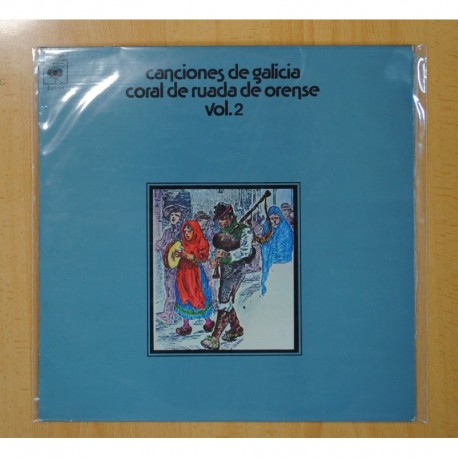 canciones de galicia
coral de ruada de orense
vol.2